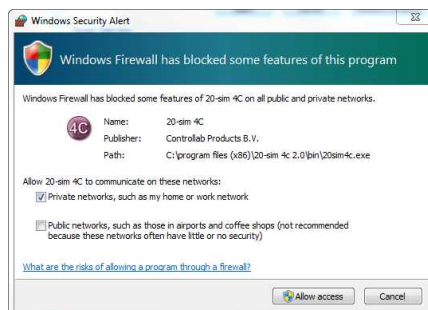 Windows Security Alert
Windows Firewall has blocked some features of this program
Windows Firewall has blocked some features of 20-sim 4C on all public and private networks.
4C
Name: 20-sim 4C
Publisher: Controllab Products B.V.
Path: C:\program files (x86)\20-sim 4c 2.0\bin\20sim4c.exe
Allow 20-sim 4C to communicate on these networks:
Private networks, such as my home or work network
Public networks, such as those in airports and coffee shops (not recommended
because these networks often have little or no security)
What are the risks of allowing a program through a firewall?
Allow access Cancel